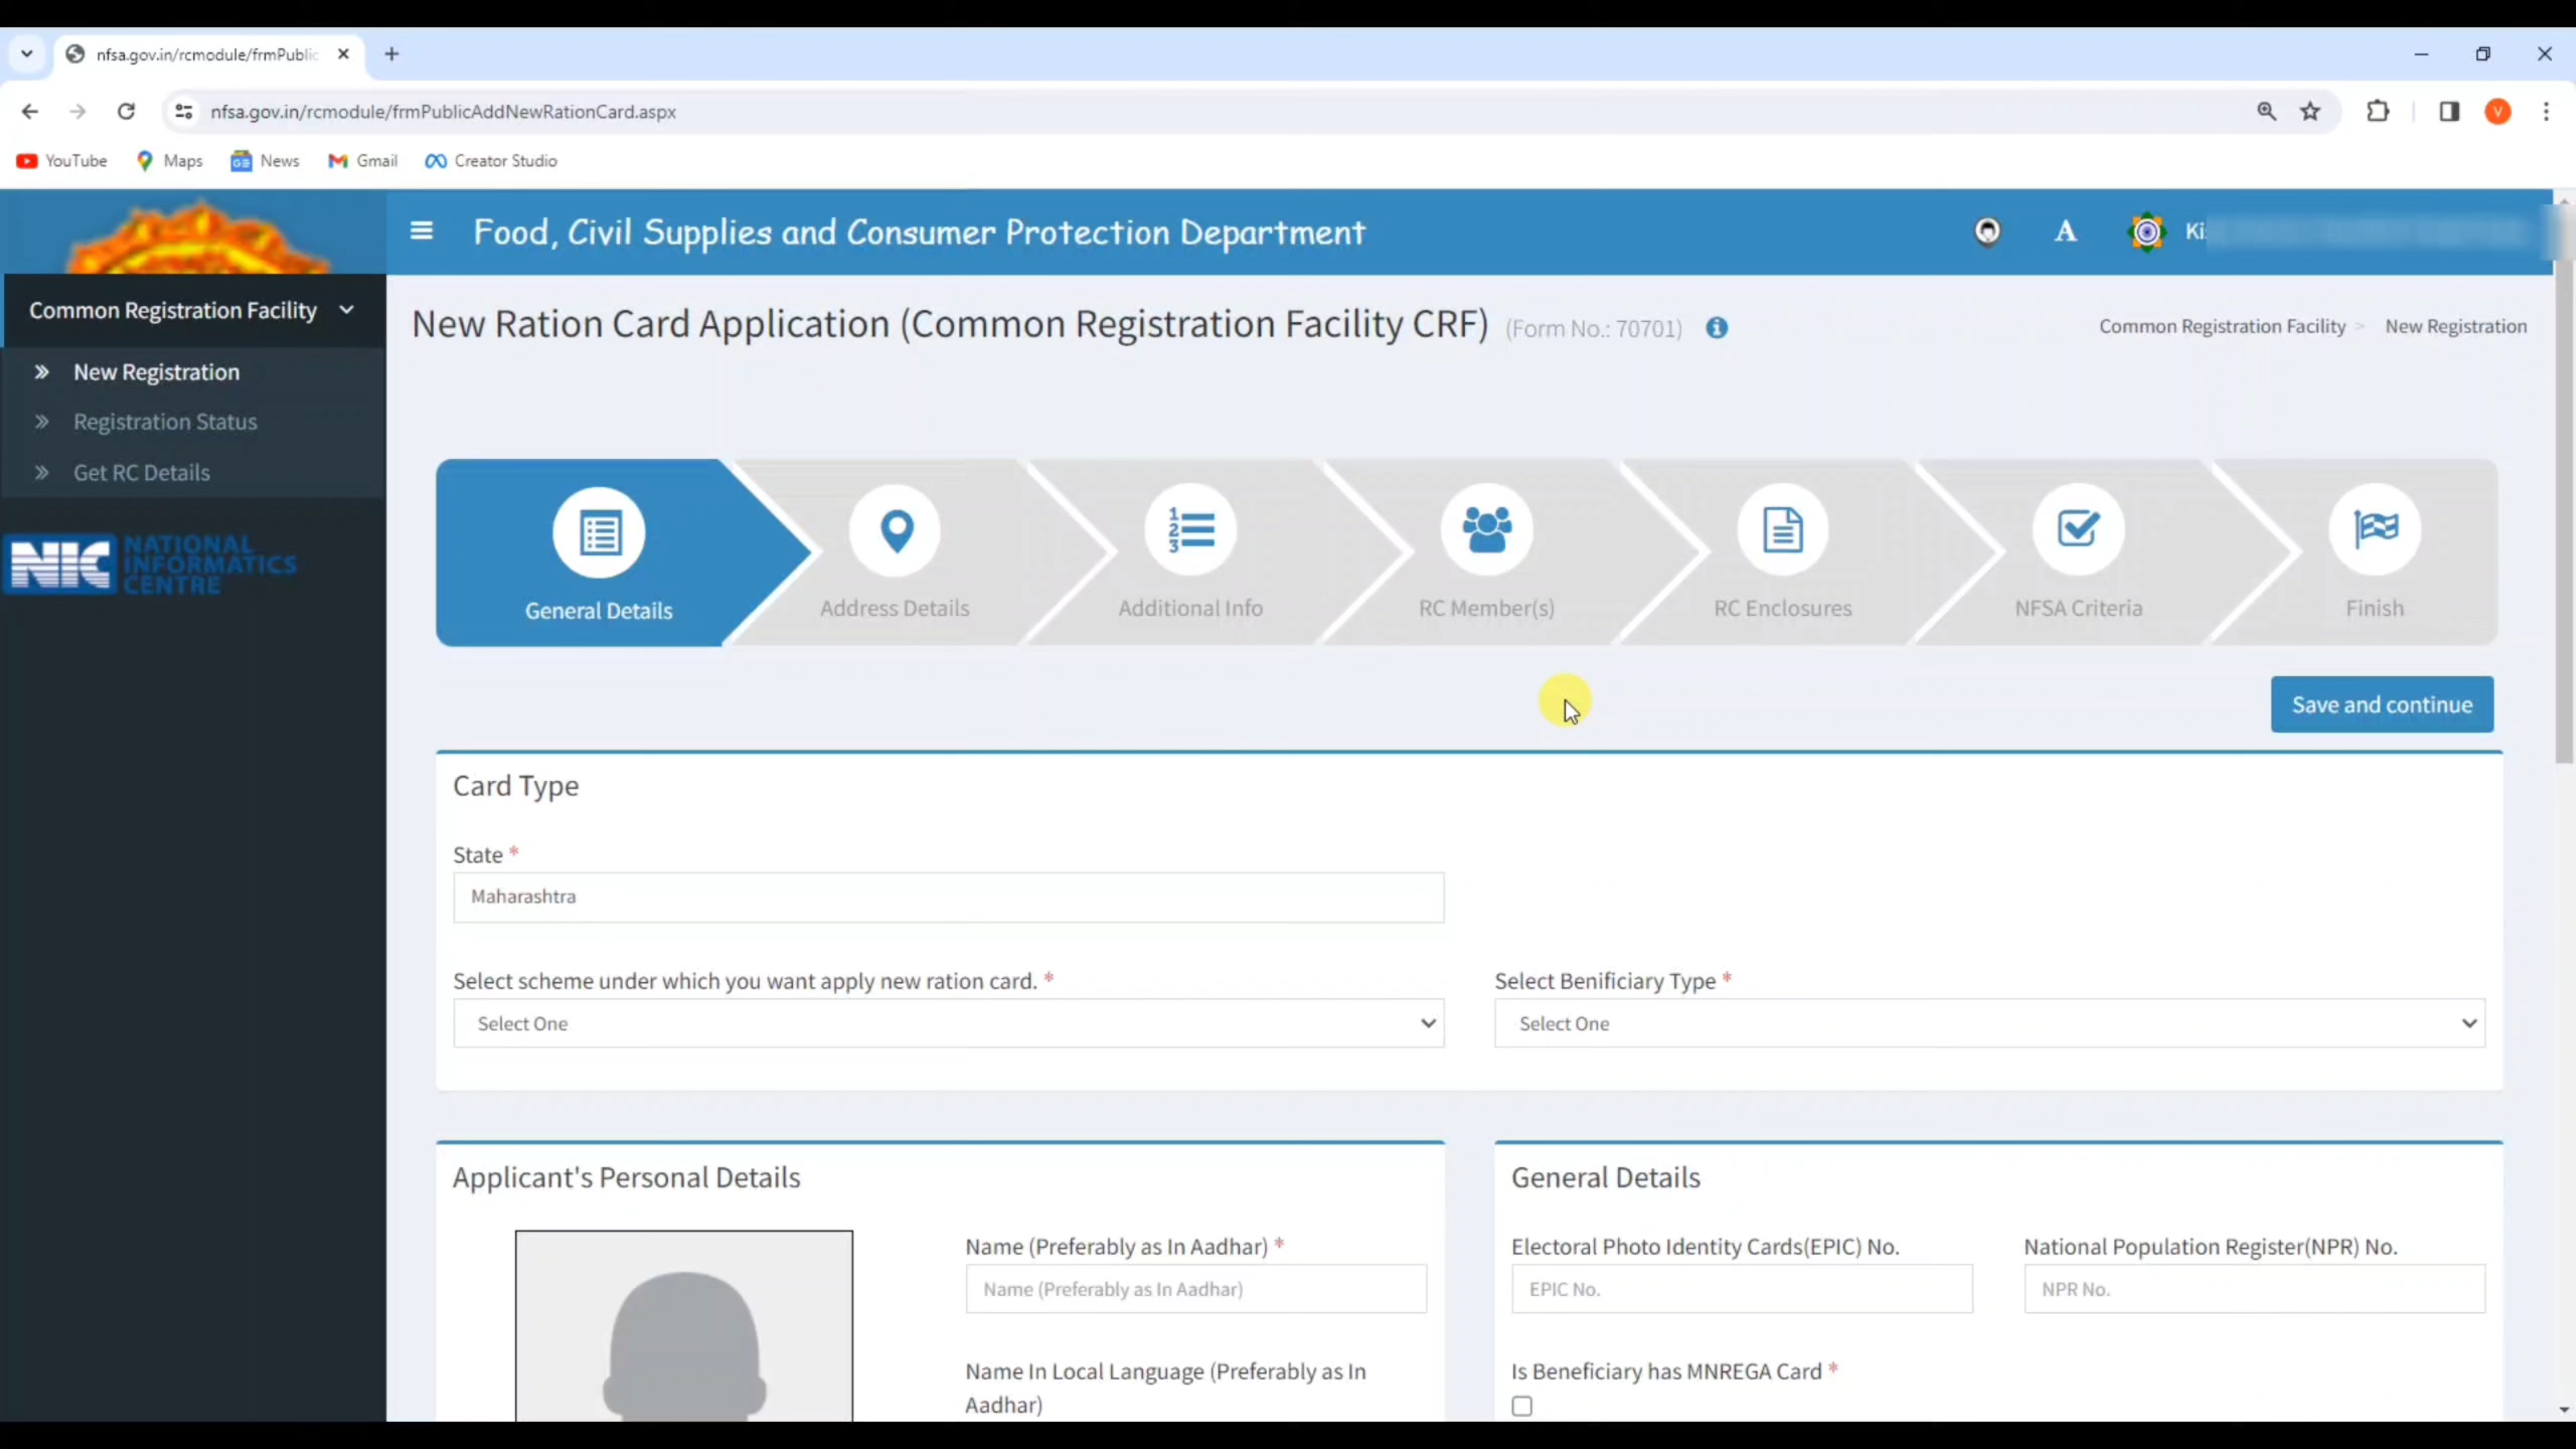 nfsa.gov.in/rcmodule/frmPublic
nfsa.gov.in/rcmodule/frmPublicAddNewRationCard.aspx
V
YouTube
Maps
GE
News
Gmail
Creator Studio
Food, Civil Supplies and Consumer Protection Department
A
Ki
Common Registration Facility
New Registration
Registration Status
Get RC Details
NIC
NATIONAL
INFORMATICS
CENTRE
New Ration Card Application (Common Registration Facility CRF) (Form No.: 70701)
Common Registration Facility > New Registration
General Details
Address Details
1
2
3
Additional Info
RC Member(s)
RC Enclosures
NFSA Criteria
Finish
Save and continue
Card Type
State *
Maharashtra
Select scheme under which you want apply new ration card. *
Select One
Select Benificiary Type *
Select One
Applicant's Personal Details
Name (Preferably as In Aadhar) *
Name (Preferably as In Aadhar)
Name In Local Language (Preferably as In
Aadhar)
General Details
Electoral Photo Identity Cards(EPIC) No.
EPIC No.
National Population Register(NPR) No.
NPR No.
Is Beneficiary has MNREGA Card *